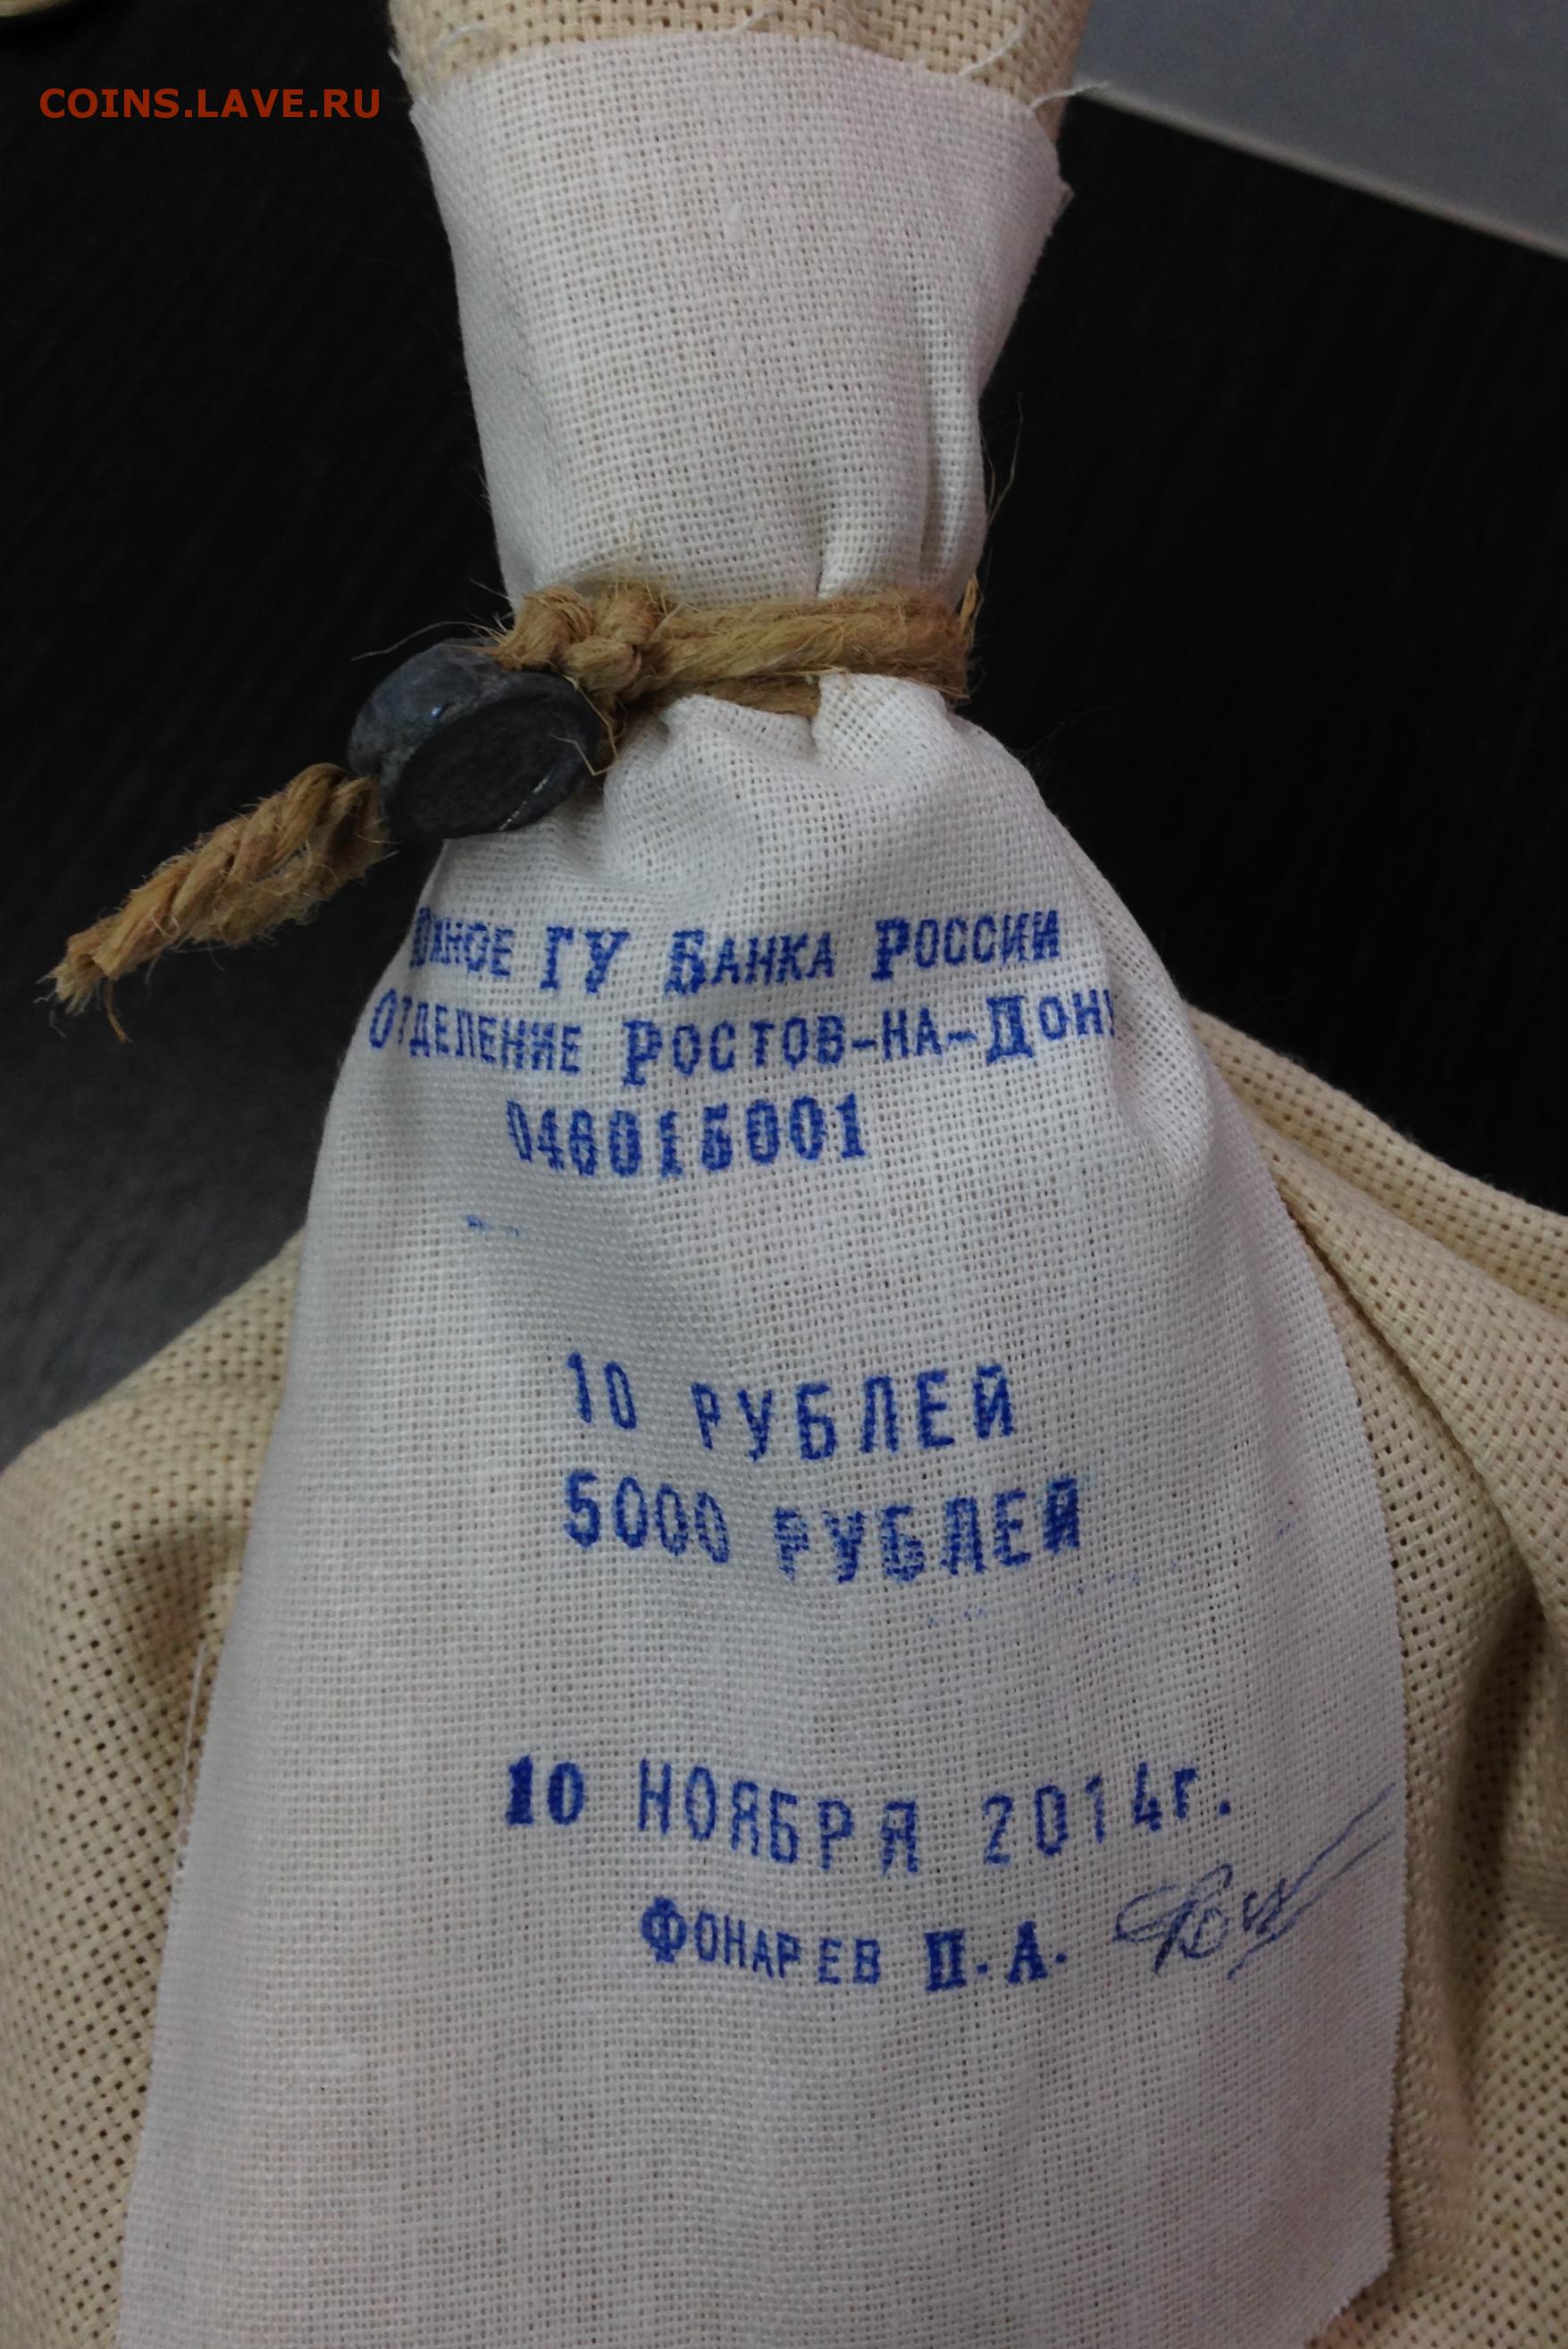 COINS.LAVE.RU
ЮЖНОЕ ГУ БАНКА РОССИИ
ОТДЕЛЕНИЕ РОСТОВ-НА-ДОНУ
046015001
10 РУБЛЕЙ
5000 РУБЛЕЙ
10 НОЯБРЯ 2014г.
ФОНАРЕВ П.А.